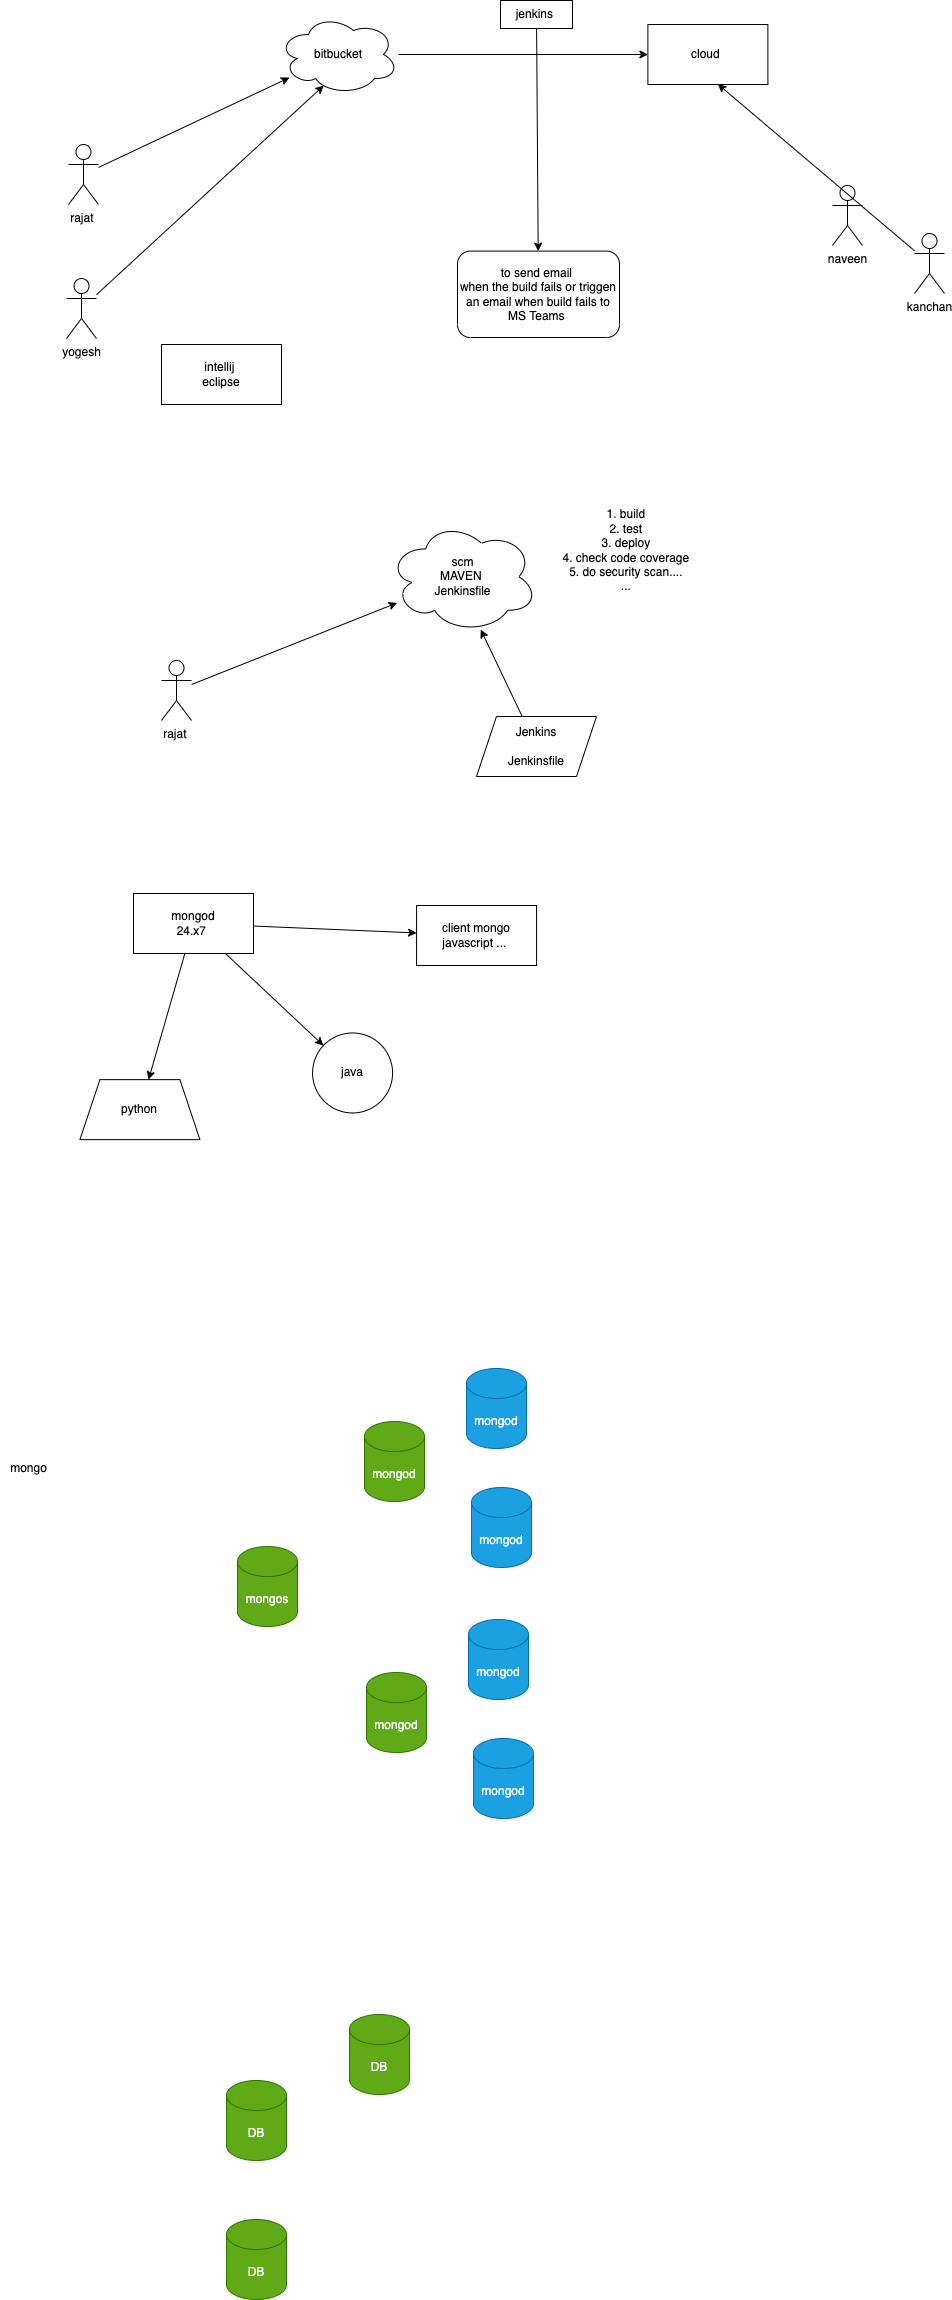 jenkins
bitbucket
cloud
rajat
naveen
kanchan
to send email
when the build fails or triggen
an email when build fails to
MS Teams
yogesh
intellij
eclipse
1. build
2. test
3. deploy
4. check code coverage
5. do security scan....
...
scm
MAVEN
Jenkinsfile
rajat
Jenkins
Jenkinsfile
mongod
24.x7
client mongo
javascript ...
java
python
mongod
mongo
mongod
mongod
mongos
mongod
mongod
mongod
DB
DB
DB